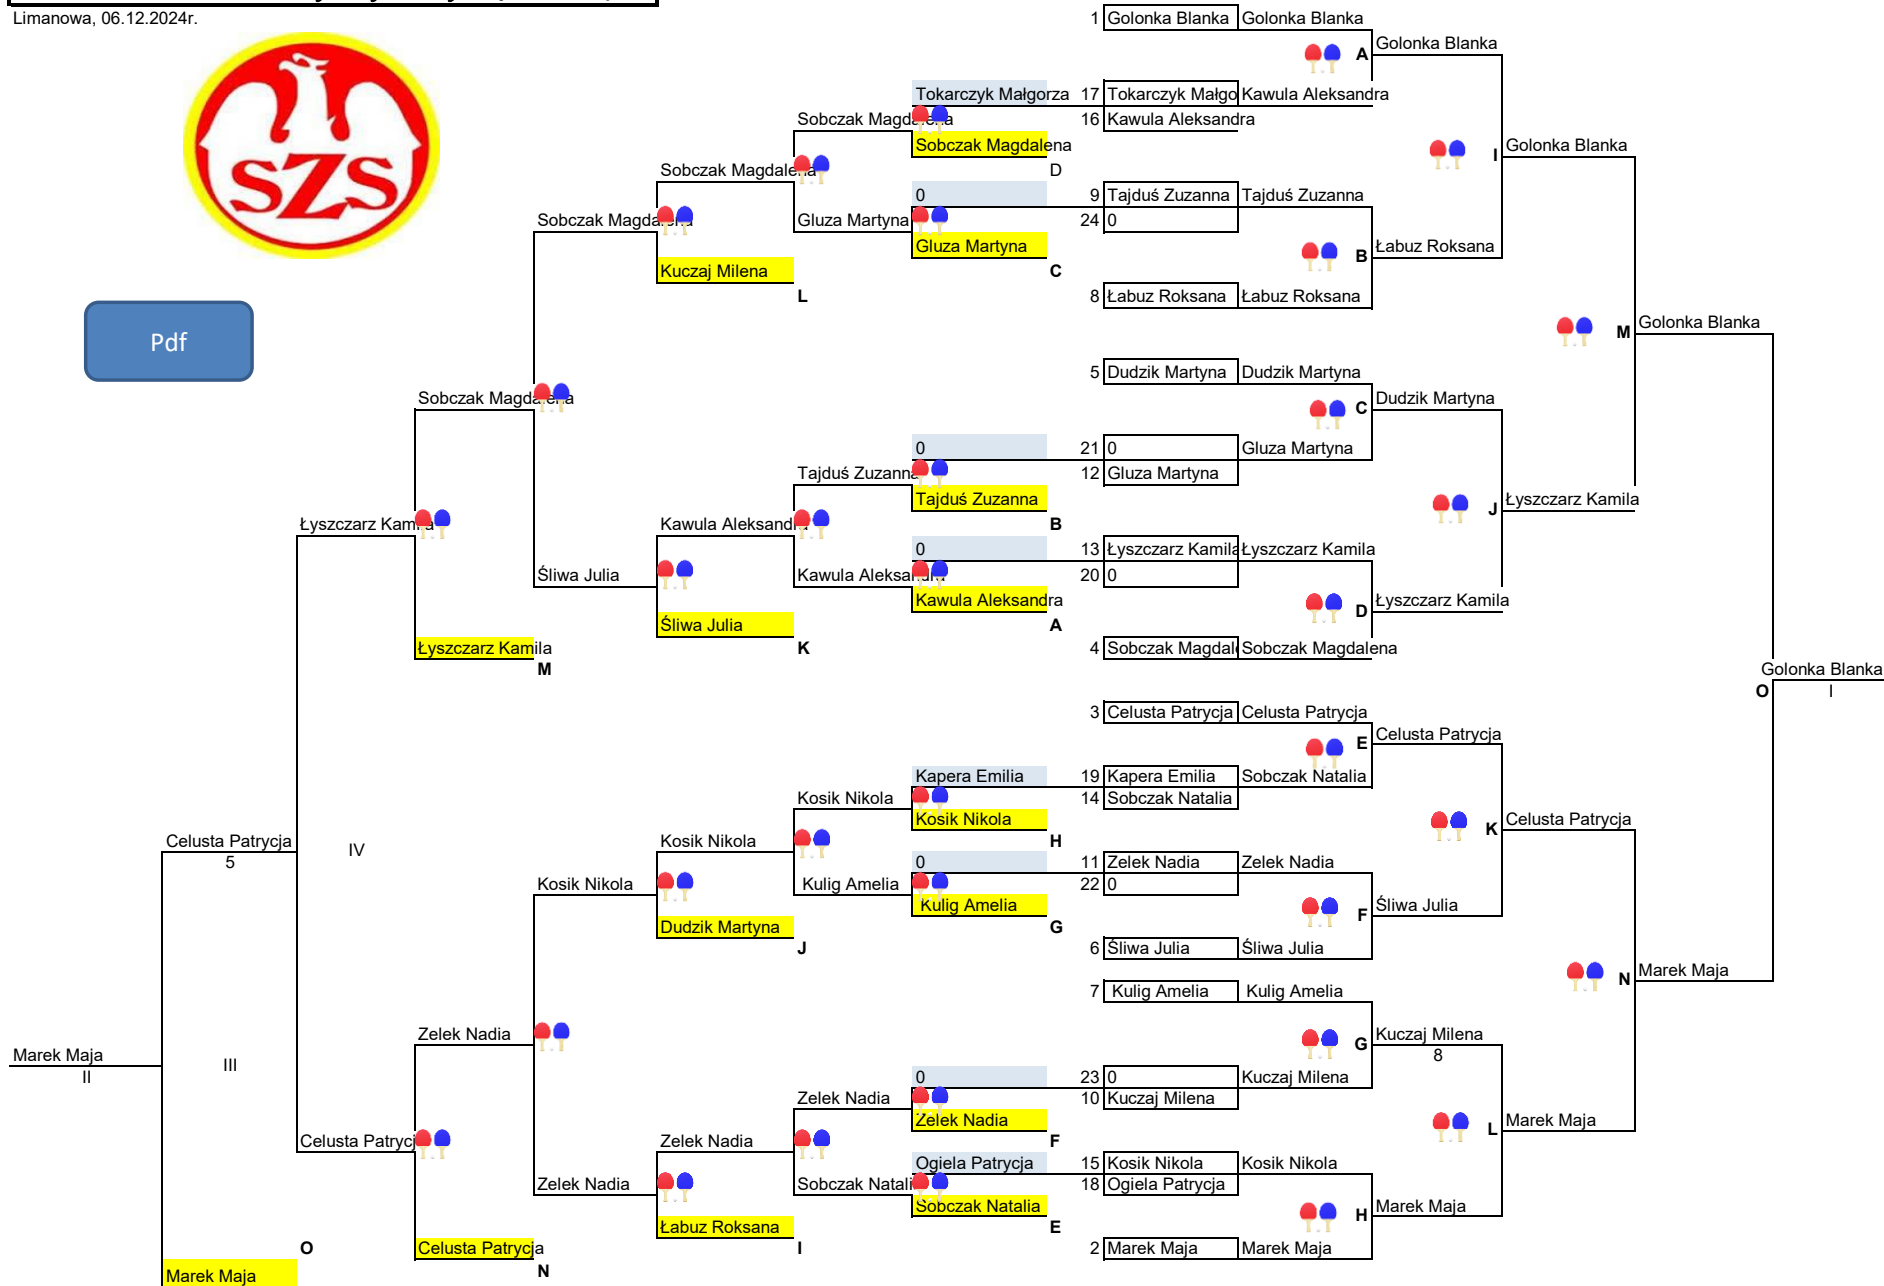 Limanowa, 06.12.2024r.
SZS
Pdf
1 Golonka Blanka Golonka Blanka
A Golonka Blanka
Tokarczyk Małgorza 17 Tokarczyk Małgo Kawula Aleksandra
Sobczak Magdalena 16 Kawula Aleksandra
Sobczak Magdalena
D
I Golonka Blanka
Sobczak Magdalena
0 9 Tajduś Zuzanna Tajduś Zuzanna
Sobczak Magdalena Gluza Martyna 24 0
Gluza Martyna
C
B Łabuz Roksana
Kuczaj Milena
L
8 Łabuz Roksana Łabuz Roksana
M Golonka Blanka
5 Dudzik Martyna Dudzik Martyna
Sobczak Magdalena
C Dudzik Martyna
0 21 0 Gluza Martyna
Tajduś Zuzanna 12 Gluza Martyna
Tajduś Zuzanna
B
J Łyszczarz Kamila
Łyszczarz Kamila
Kawula Aleksandra
0 13 Łyszczarz Kamila Łyszczarz Kamila
Śliwa Julia
Kawula Aleksandra 20 0
Kawula Aleksandra
A
D Łyszczarz Kamila
Śliwa Julia
K
4 Sobczak Magdale Sobczak Magdalena
Łyszczarz Kamila
M
Golonka Blanka
O I
3 Celusta Patrycja Celusta Patrycja
E Celusta Patrycja
Kapera Emilia 19 Kapera Emilia Sobczak Natalia
Kosik Nikola 14 Sobczak Natalia
Kosik Nikola
H
K Celusta Patrycja
Celusta Patrycja
5
IV
Kosik Nikola
0 11 Zelek Nadia Zelek Nadia
Kosik Nikola Kulig Amelia 22 0
Kulig Amelia
G
F Śliwa Julia
Dudzik Martyna
J
6 Śliwa Julia Śliwa Julia
N Marek Maja
7 Kulig Amelia Kulig Amelia
Zelek Nadia
G Kuczaj Milena
8
Marek Maja
II
III
0 23 0 Kuczaj Milena
Zelek Nadia 10 Kuczaj Milena
Zelek Nadia
F
L Marek Maja
Celusta Patrycj
Zelek Nadia
Ogiela Patrycja 15 Kosik Nikola Kosik Nikola
Zelek Nadia
Sobczak Natali 18 Ogiela Patrycja
Sobczak Natalia
E
H Marek Maja
Łabuz Roksana
I
2 Marek Maja Marek Maja
O
Celusta Patrycja
N
Marek Maja